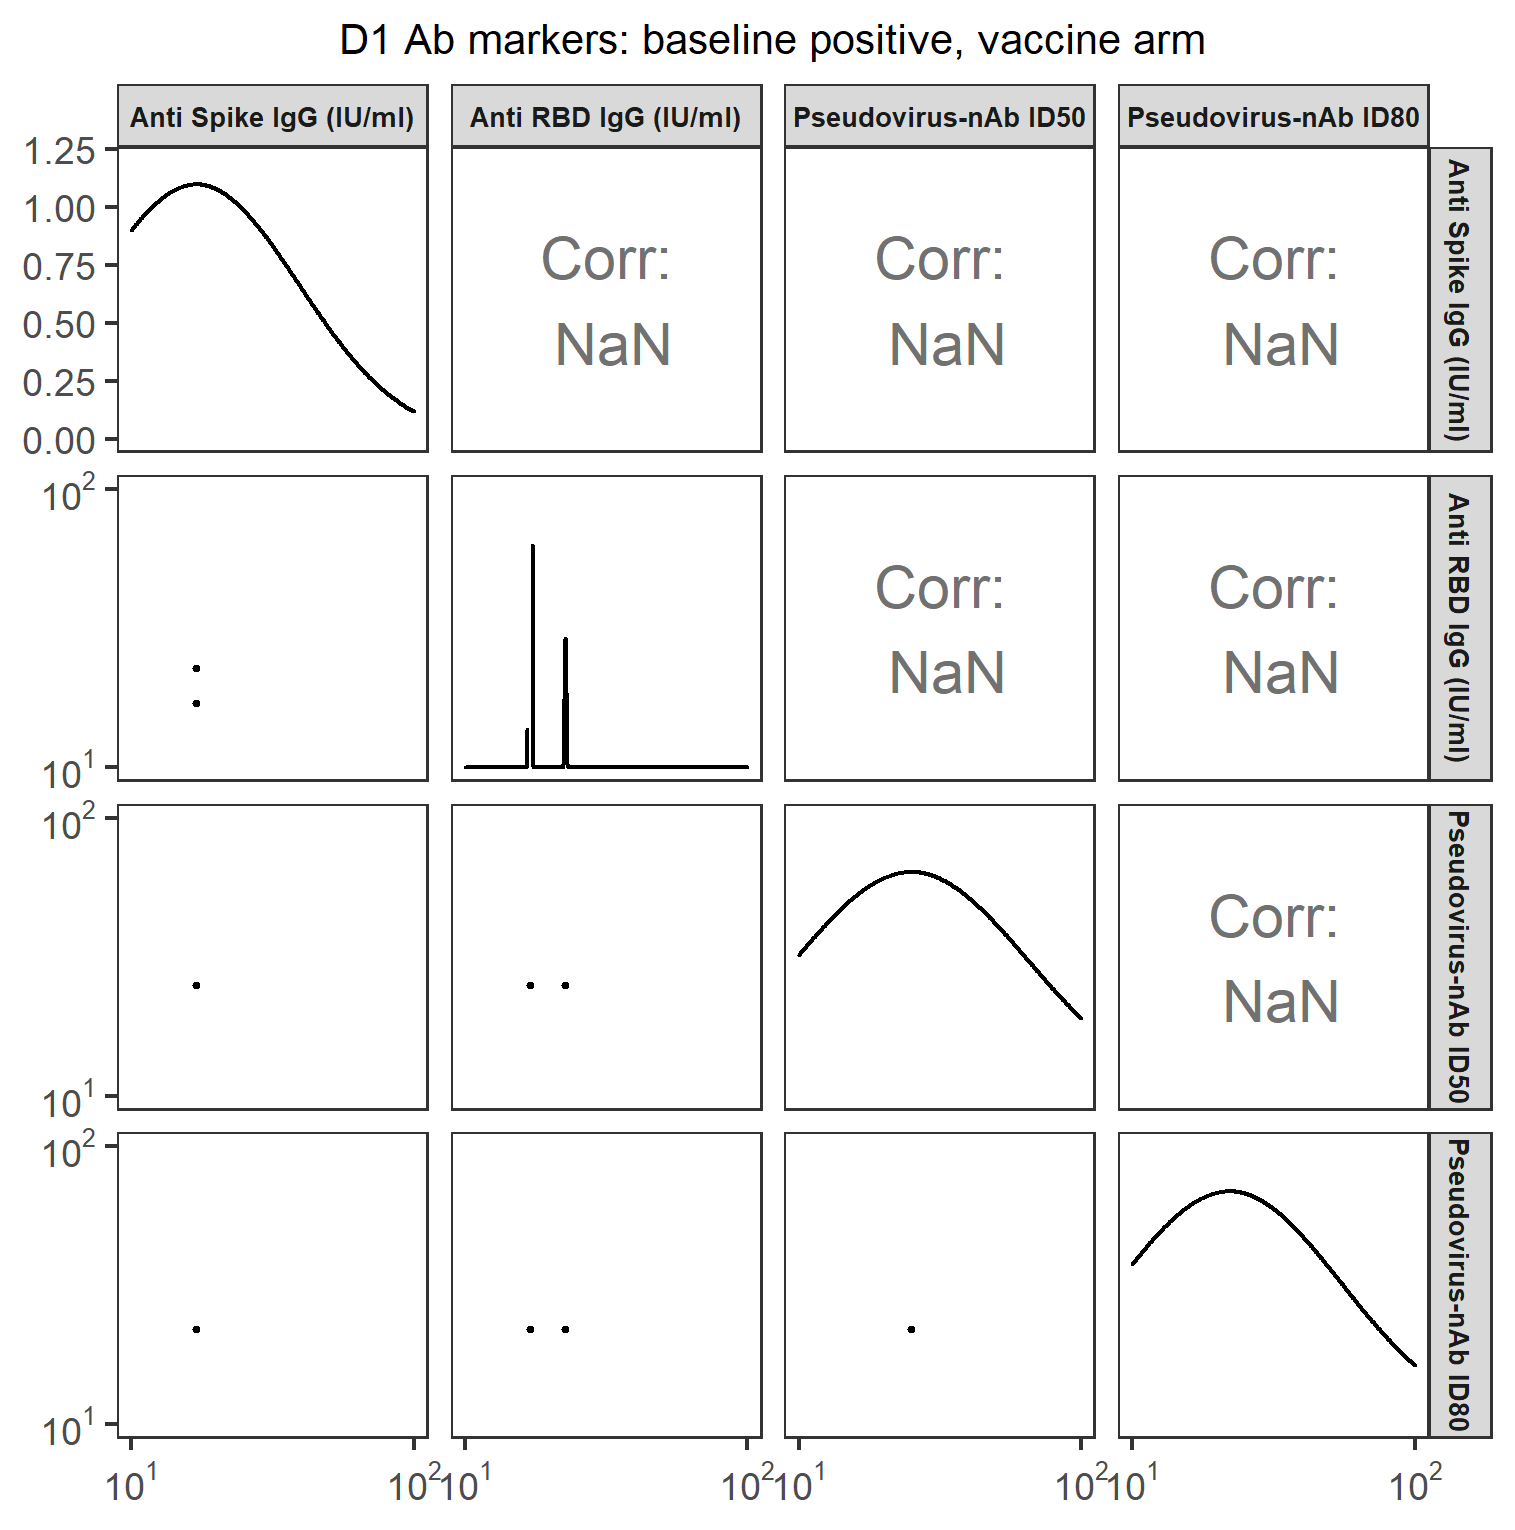 D1 Ab markers: baseline positive, vaccine arm
Anti Spike IgG (IU/ml)
Anti RBD IgG (IU/ml)
Pseudovirus-nAb ID50
Pseudovirus-nAb ID80
1.25
1.00
0.75
0.50
0.25
0.00
Corr:
NaN
Corr:
NaN
Corr:
NaN
Anti Spike IgG (IU/ml)
10²
10¹
Corr:
NaN
Corr:
NaN
Anti RBD IgG (IU/ml)
10²
10¹
Corr:
NaN
Pseudovirus-nAb ID50
10²
10¹
Pseudovirus-nAb ID80
10¹
10²
10¹
10²
10¹
10²
10¹
10²